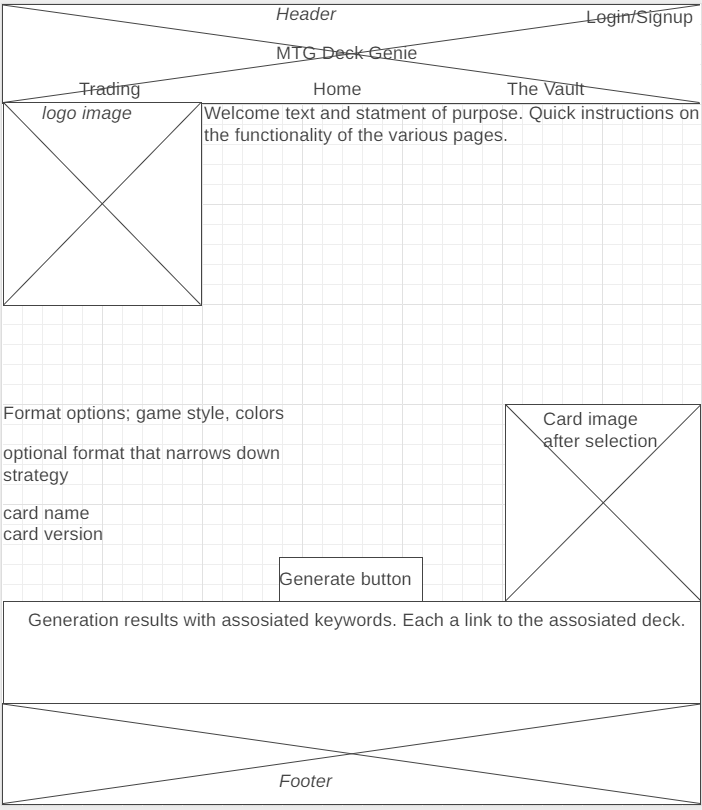 Header
Login/Signup
MTG Deck Genie
Trading
Home
The Vault
logo image
Welcome text and statment of purpose. Quick instructions on
the functionality of the various pages.
Format options; game style, colors
optional format that narrows down
strategy
card name
card version
Card image
after selection
Generate button
Generation results with assosiated keywords. Each a link to the assosiated deck.
Footer